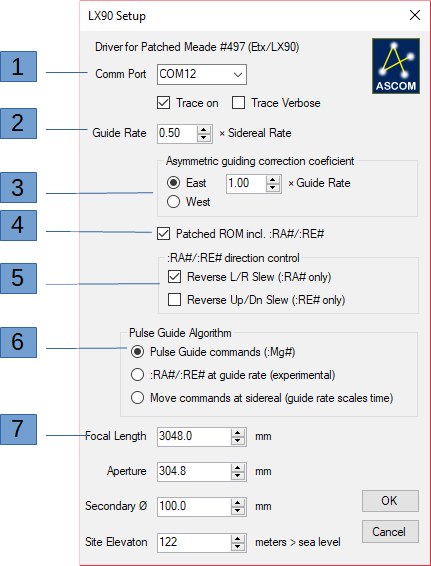 LX90 Setup
Driver for Patched Meade #497 (Etx/LX90)
ASCOM
1
Comm Port COM12
Trace on Trace Verbose
2
Guide Rate 0.50 × Sidereal Rate
Asymmetric guiding correction coeficient
3
East 1.00 × Guide Rate
West
4
Patched ROM incl. :RA#/:RE#
:RA#/:RE# direction control
5
Reverse L/R Slew (:RA# only)
Reverse Up/Dn Slew (:RE# only)
Pulse Guide Algorithm
6
Pulse Guide commands (:Mg#)
:RA#/:RE# at guide rate (experimental)
Move commands at sidereal (guide rate scales time)
7
Focal Length 3048.0 mm
Aperture 304.8 mm
Secondary Ø 100.0 mm
OK
Site Elevaton 122 meters > sea level
Cancel